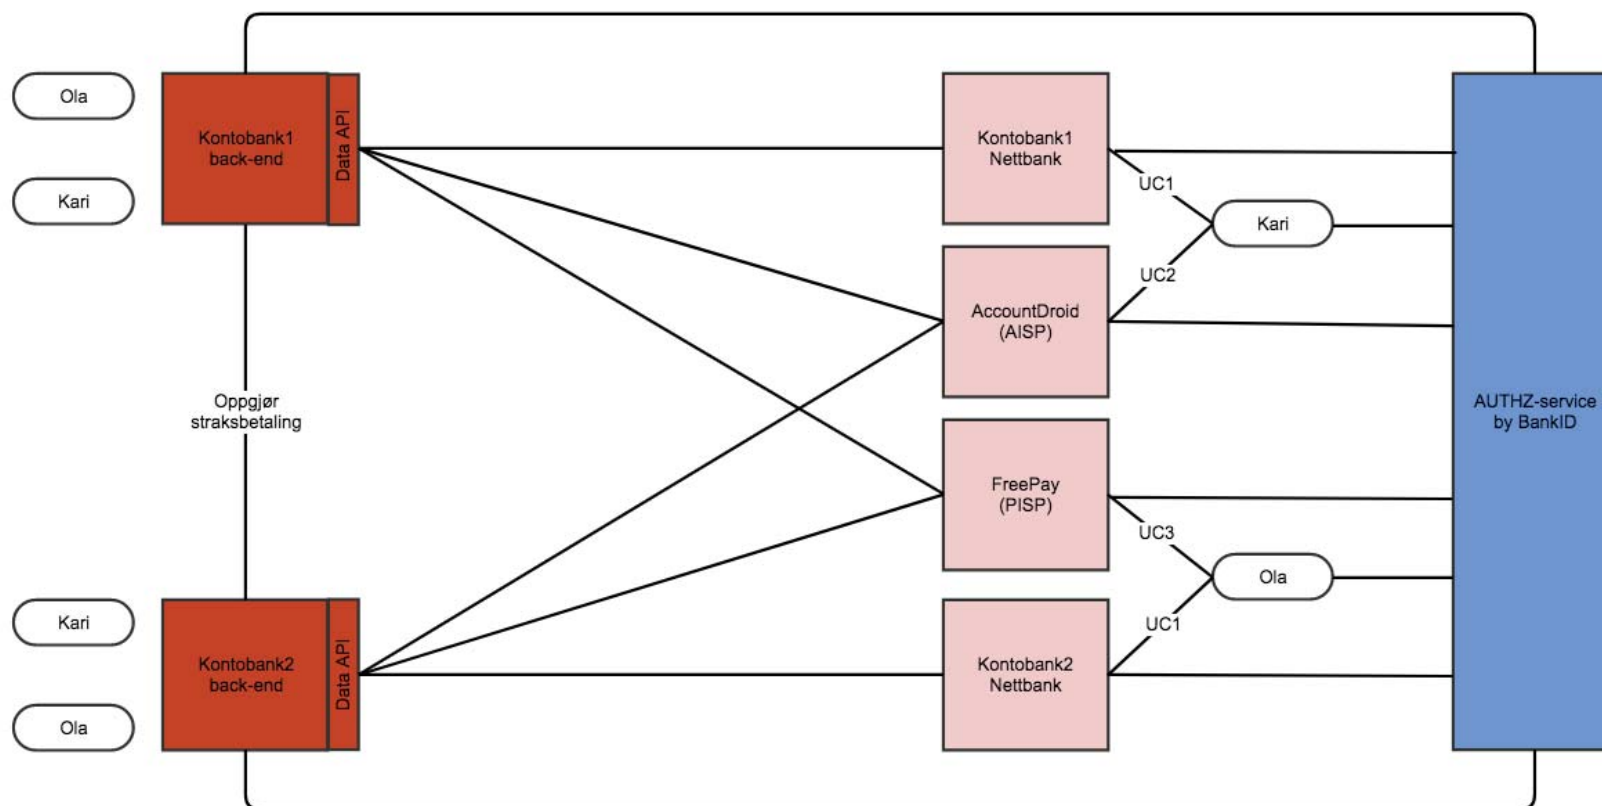 Ola
Kontobank1
back-end
Data API
Kari
Kontobank1
Nettbank
UC1
Kari
UC2
AccountDroid
(AISP)
Oppgjør
straksbetaling
AUTHZ-service
by BankID
FreePay
(PISP)
UC3
Ola
UC1
Kari
Kontobank2
back-end
Data API
Kontobank2
Nettbank
Ola